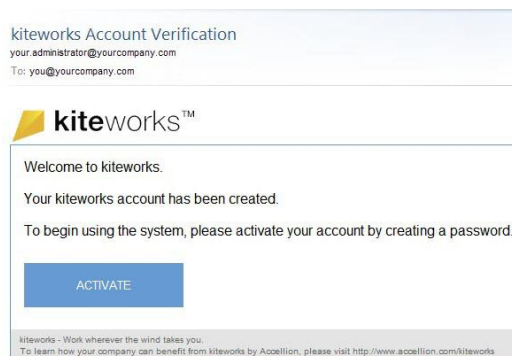 kiteworks Account Verification
your.administrator@yourcompany.com
To: you@yourcompany.com
kiteworks™
Welcome to kiteworks.
Your kiteworks account has been created.
To begin using the system, please activate your account by creating a password.
ACTIVATE
kiteworks - Work wherever the wind takes you.
To learn how your company can benefit from kiteworks by Accellion, please visit http://www.accellion.com/kiteworks